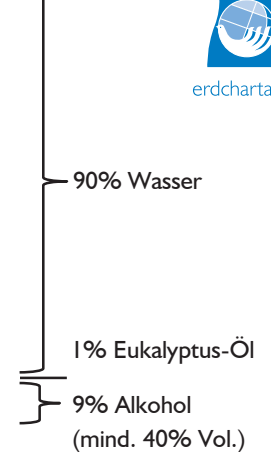 erdcharta
90% Wasser
1% Eukalyptus-Öl
9% Alkohol
(mind. 40% Vol.)